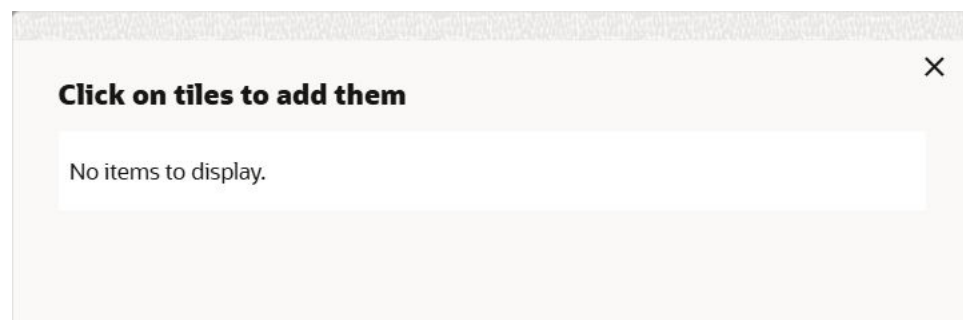 Click on tiles to add them
No items to display.